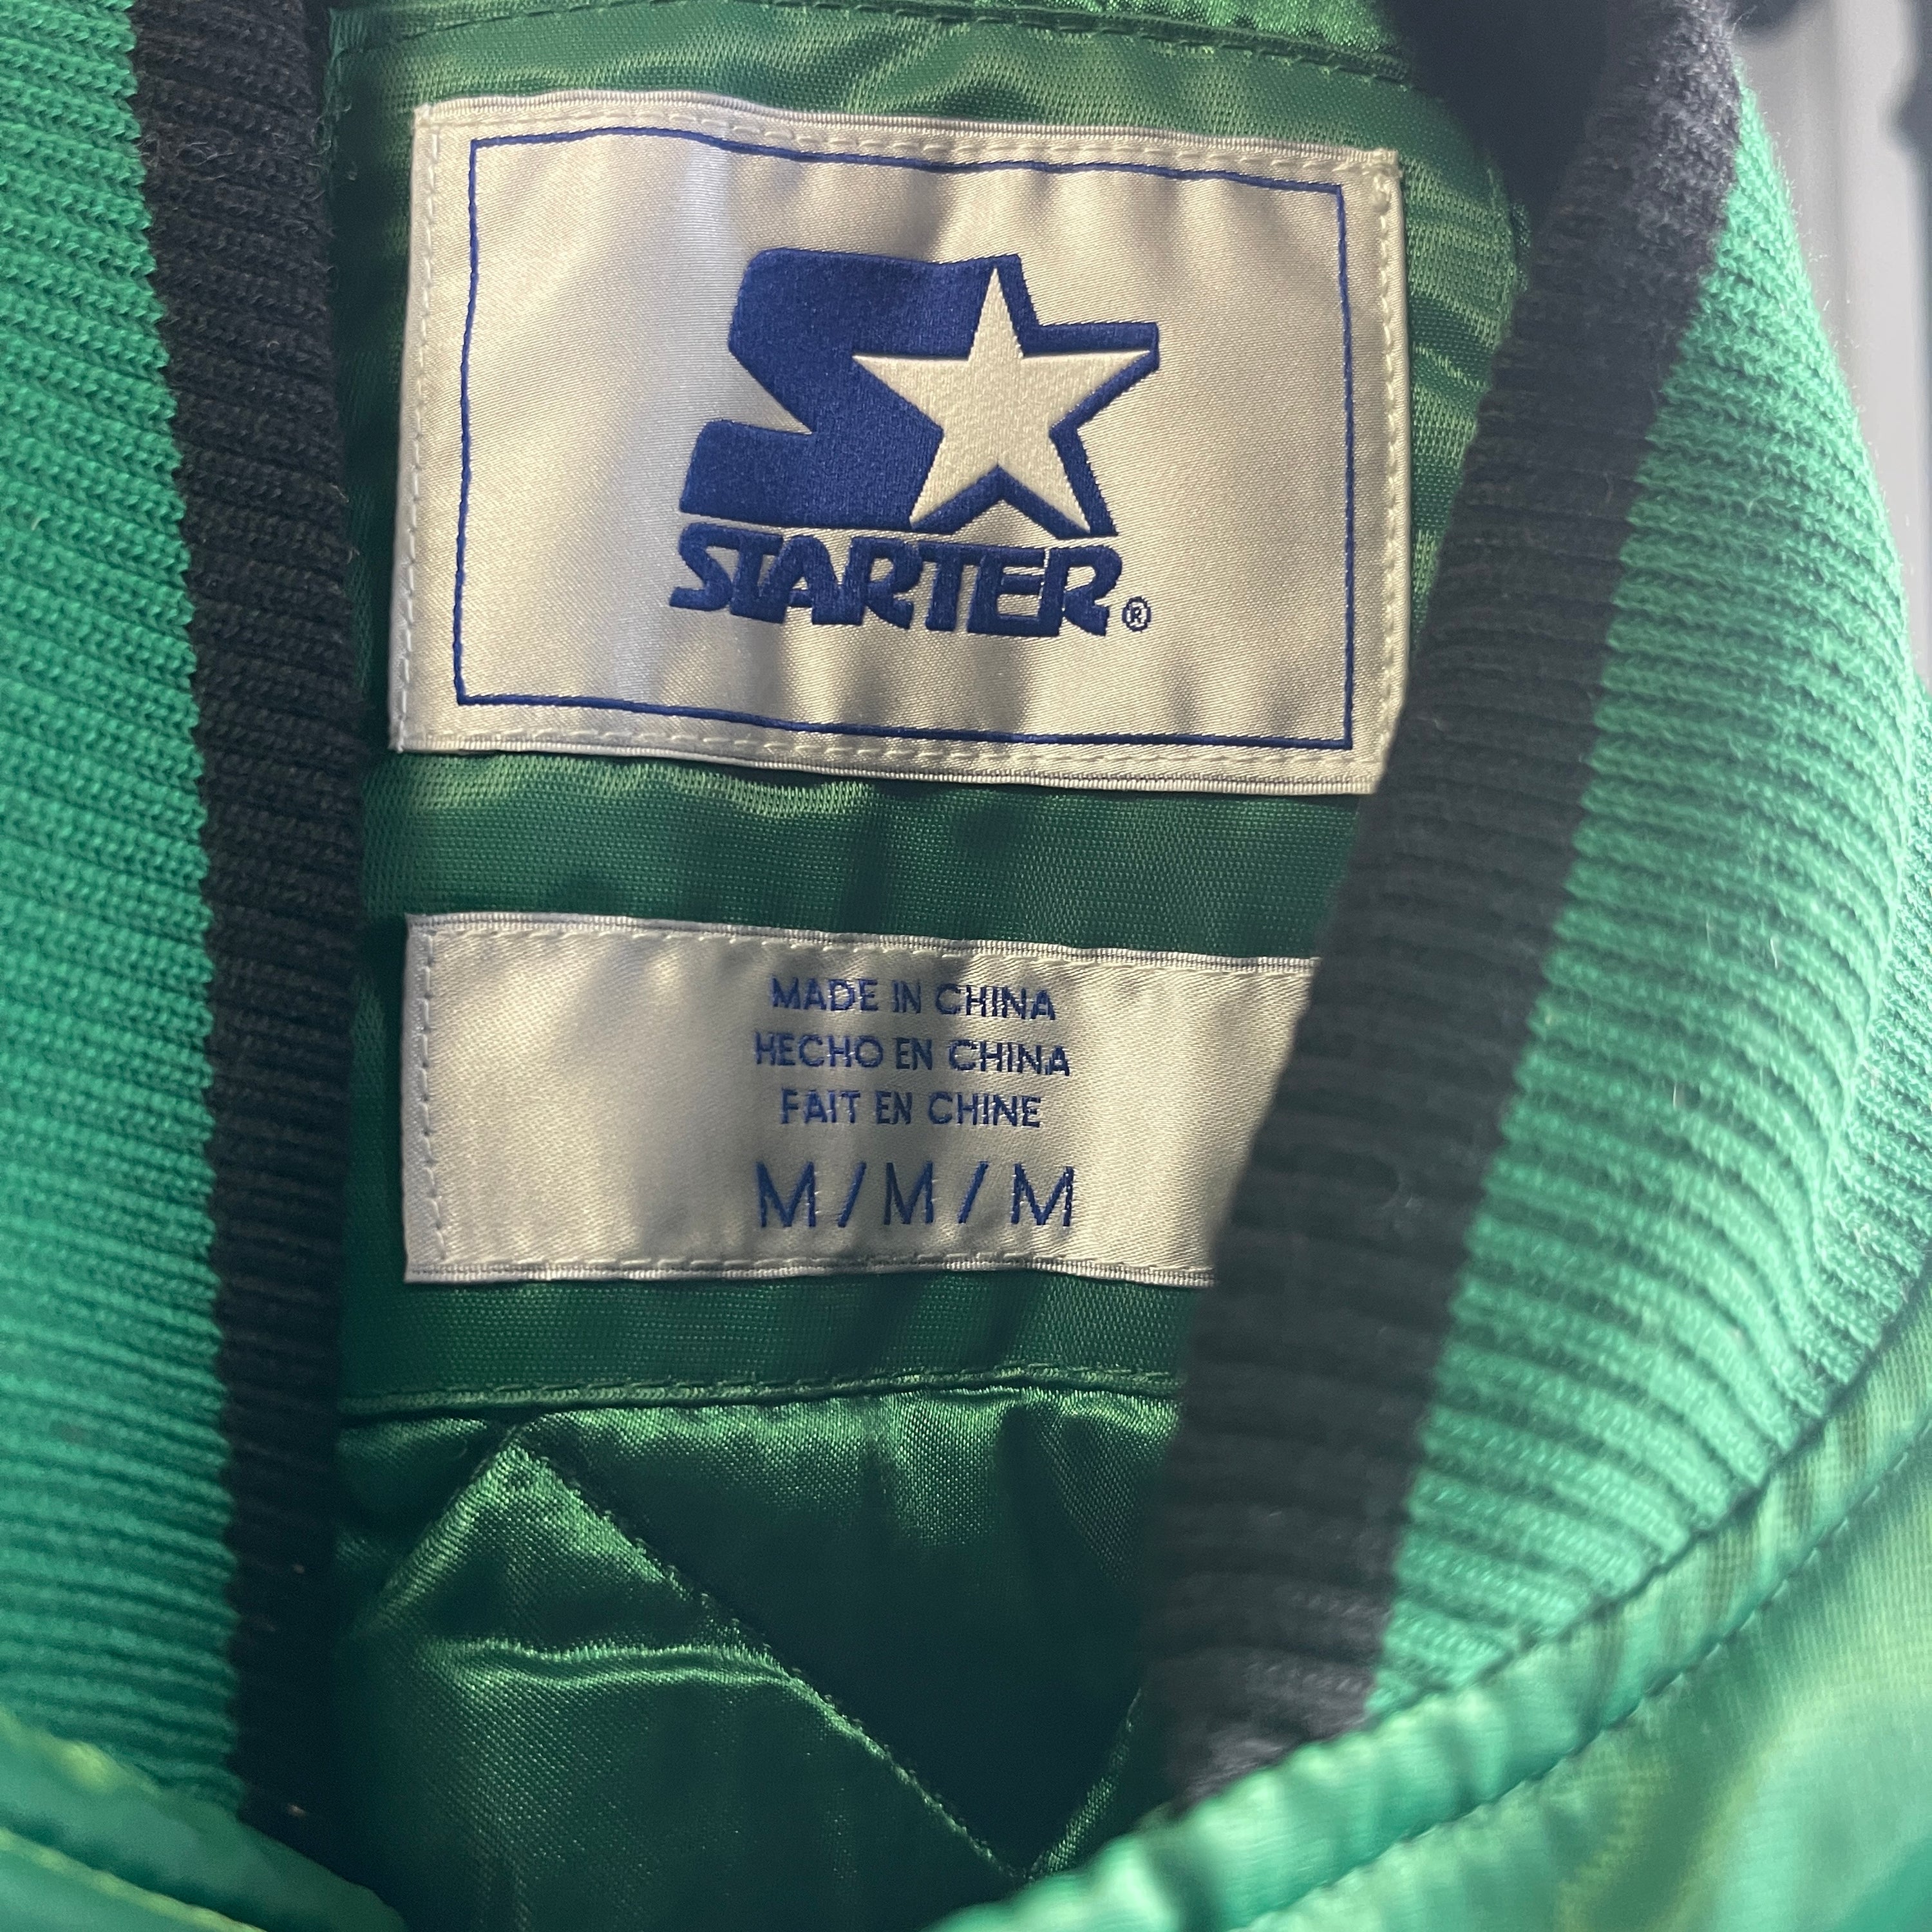 STARTER®
MADE IN CHINA
HECHO EN CHINA
FAIT EN CHINE
M / M / M